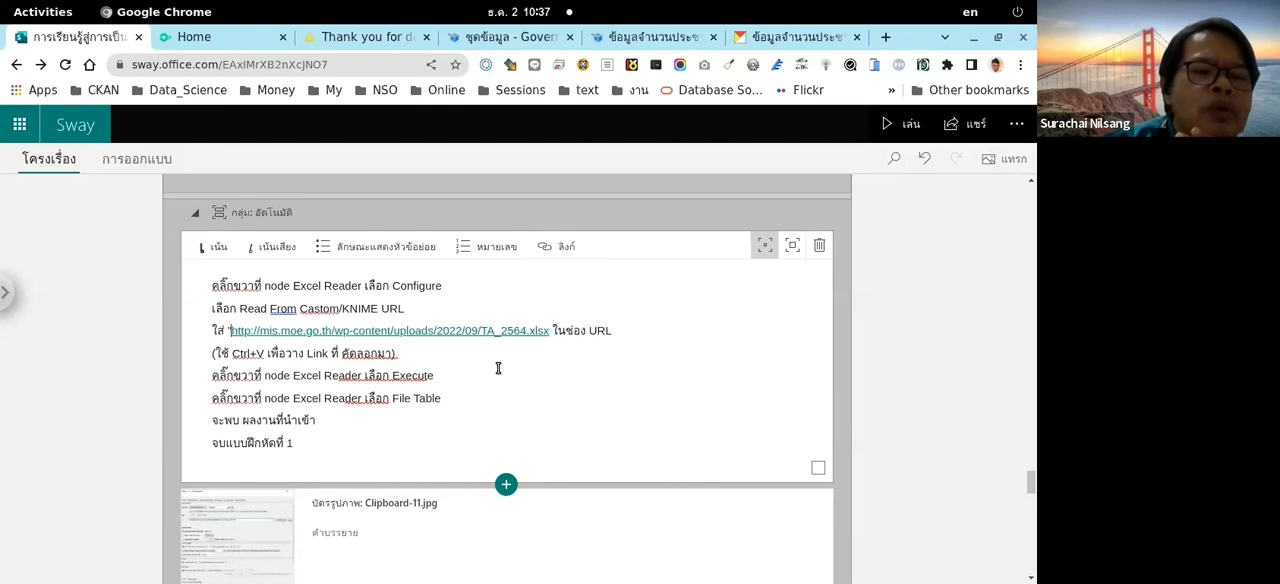 Activities
Google Chrome
ธ.ค. 2 10:37
en
การเรียนรู้สู่การเป็น
Home
Thank you for d
ชุดข้อมูล - Gover
ข้อมูลจำนวนประช
ข้อมูลจำนวนประช
sway.office.com/EAxIMrXB2nXcJNO7
Apps
CKAN
Data_Science
Money
My
NSO
Online
Sessions
text
งาน
Database So...
Flickr
»
Other bookmarks
Sway
เล่น
แชร์
โครงเรื่อง
การออกแบบ
แทรก
กลุ่ม: อัตโนมัติ
เน้น
เน้นเสียง
ลักษณะแสดงหัวข้อย่อย
หมายเลข
ลิงก์
คลิ๊กขวาที่ node Excel Reader เลือก Configure
เลือก Read From Castom/KNIME URL
ใส่ "http://mis.moe.go.th/wp-content/uploads/2022/09/TA_2564.xlsx ในช่อง URL
(ใช้ Ctrl+V เพื่อวาง Link ที่ คัดลอกมา)
คลิ๊กขวาที่ node Excel Reader เลือก Execute
คลิ๊กขวาที่ node Excel Reader เลือก File Table
จะพบ ผลงานที่นำเข้า
จบแบบฝึกหัดที่ 1
บัตรรูปภาพ Clipboard-11.jpg
คำบรรยาย
Surachai Nilsang